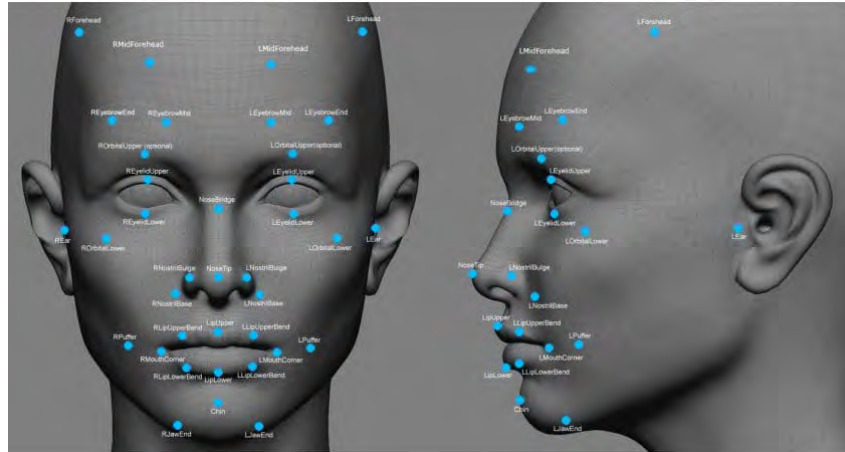 RForehead
LForehead
RMidForehead
LMidForehead
REyebrowEnd
REyebrowMid
LEyebrowMid
LEyebrowEnd
ROrbitalUpper (optional)
LOrbitalUpper(optional)
REyelidUpper
LEyelidUpper
NoseBridge
REyelidLower
LEyelidLower
REar
LEar
ROrbitalLower
LOrbitalLower
RNostrilBulge
NoseTip
LNostrilBulge
RNostrilBase
LNostrilBase
LipUpper
RLipUpperBend
LLipUpperBend
RPuffer
LPuffer
RMouthCorner
LMouthCorner
RLipLowerBend
LipLower
LLipLowerBend
Chin
RJawEnd
LJawEnd
LForehead
LMidForehead
LEyebrowEnd
LEyebrowMid
LOrbitalUpper(optional)
LEyelidUpper
NoseBridge
LEyelidLower
LOrbitalLower
LEar
NoseTip
LNostrilBulge
LNostrilBase
LipUpper
LLipUpperBend
LPuffer
LMouthCorner
LipLower
LLipLowerBend
Chin
LJawEnd